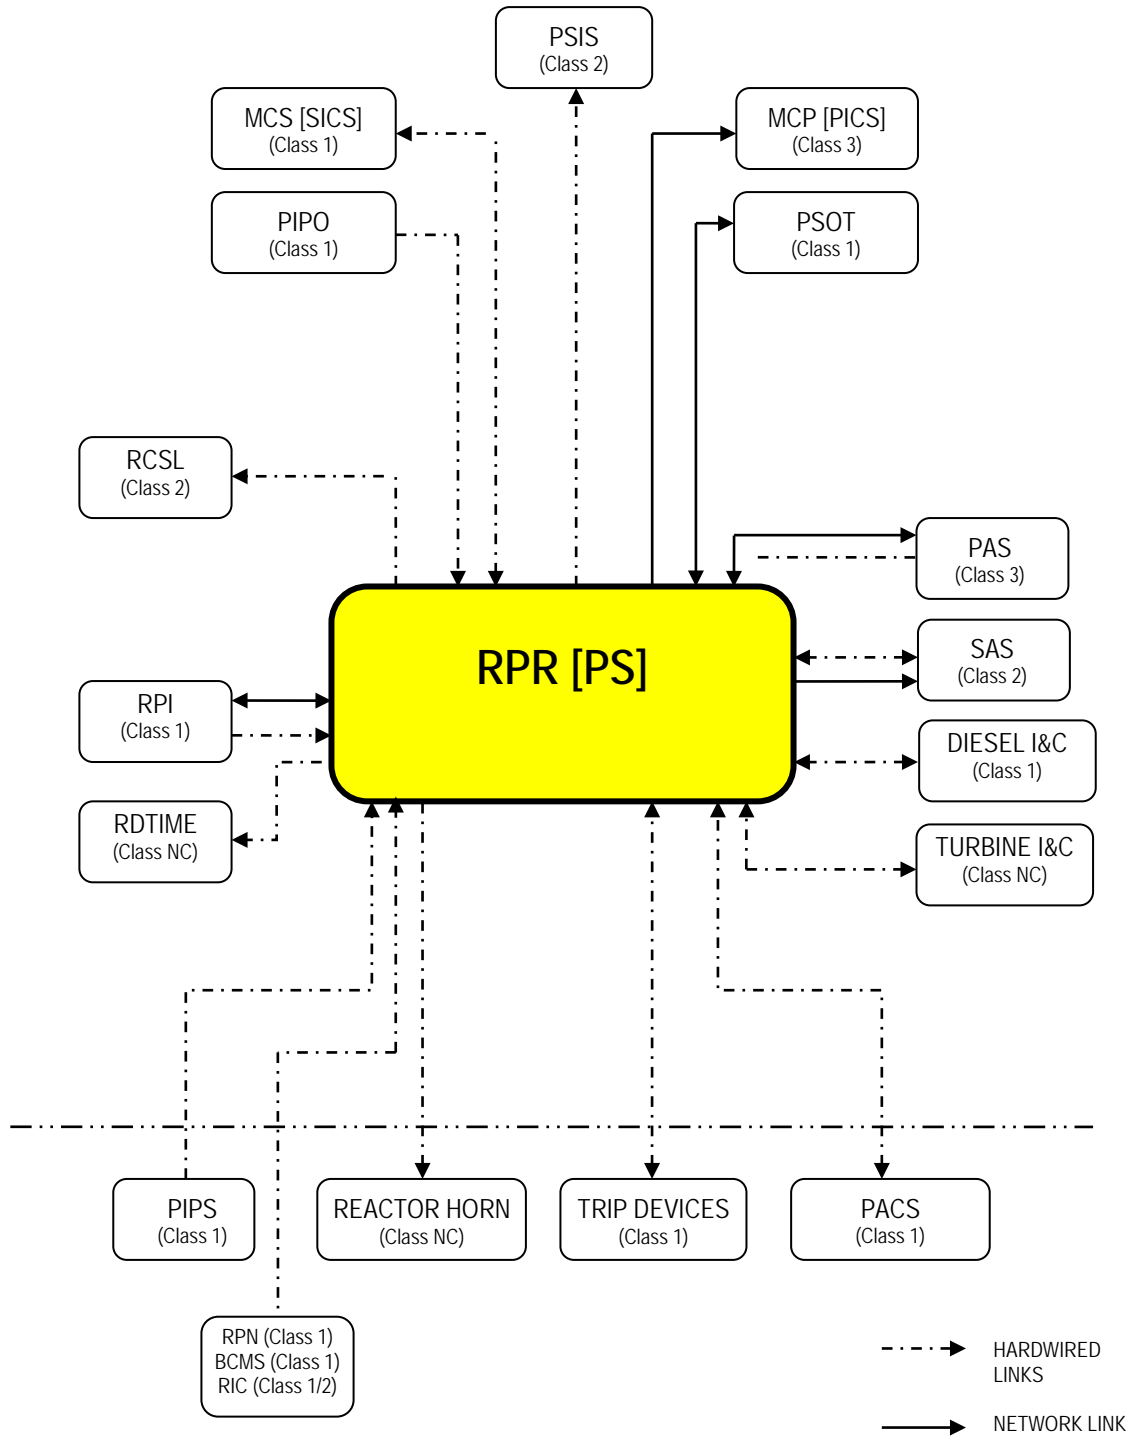 PSIS
(Class 2)
MCS [SICS]
(Class 1)
MCP [PICS]
(Class 3)
PIPO
(Class 1)
PSOT
(Class 1)
RCSL
(Class 2)
PAS
(Class 3)
RPR [PS]
SAS
(Class 2)
RPI
(Class 1)
DIESEL I&C
(Class 1)
RDTIME
(Class NC)
TURBINE I&C
(Class NC)
PIPS
(Class 1)
REACTOR HORN
(Class NC)
TRIP DEVICES
(Class 1)
PACS
(Class 1)
RPN (Class 1)
BCMS (Class 1)
RIC (Class 1/2)
HARDWIRED
LINKS
NETWORK LINK